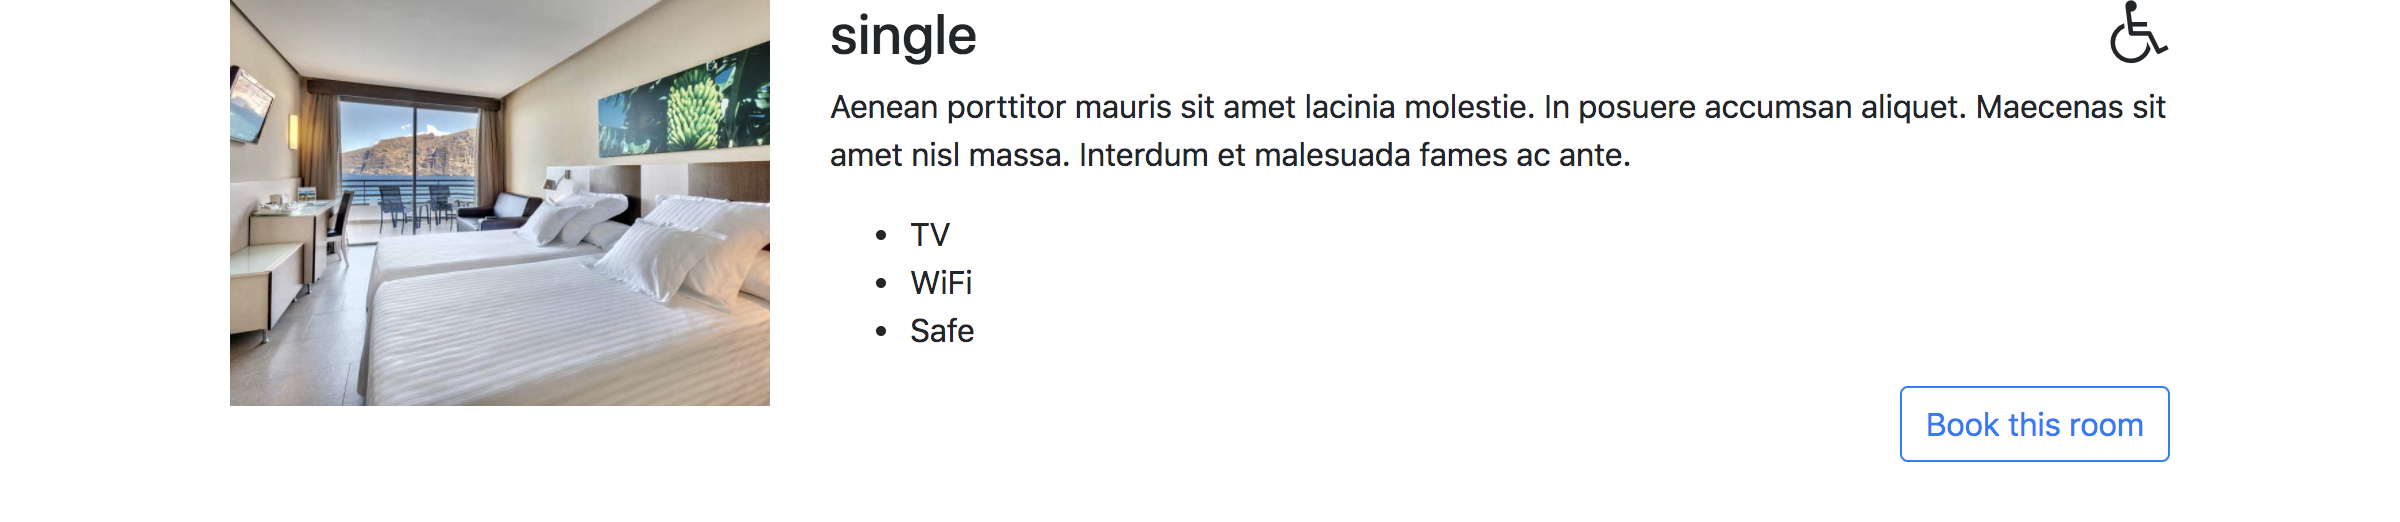 single
Aenean porttitor mauris sit amet lacinia molestie. In posuere accumsan aliquet. Maecenas sit
amet nisl massa. Interdum et malesuada fames ac ante.
• TV
• WiFi
• Safe
Book this room